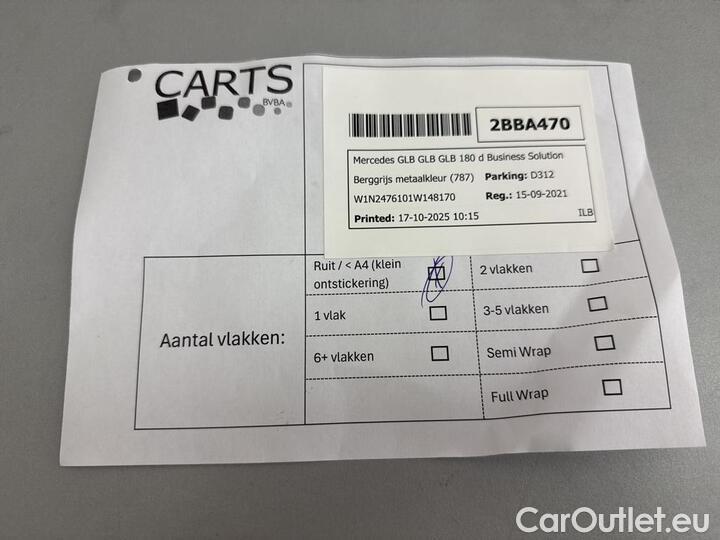 CARTS
BVBA
2BBA470
Mercedes GLB GLB GLB 180 d Business Solution
Berggrijs metaalkleur (787) Parking: D312
W1N2476101W148170 Reg.: 15-09-2021
Printed: 17-10-2025 10:15
ILB
Aantal vlakken:
Ruit / < A4 (klein
ontstickering)
2 vlakken
1 vlak
3-5 vlakken
6+ vlakken
Semi Wrap
Full Wrap
CarOutlet.eu